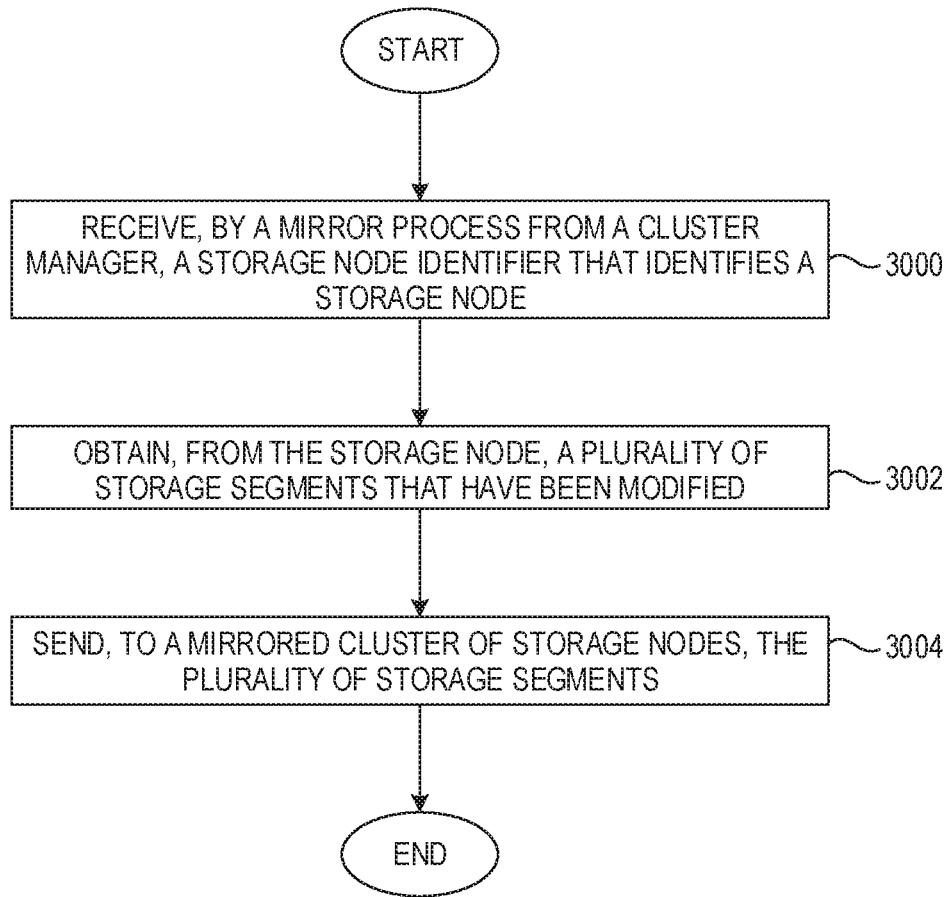 START
RECEIVE, BY A MIRROR PROCESS FROM A CLUSTER
MANAGER, A STORAGE NODE IDENTIFIER THAT IDENTIFIES A
STORAGE NODE
3000
OBTAIN, FROM THE STORAGE NODE, A PLURALITY OF
STORAGE SEGMENTS THAT HAVE BEEN MODIFIED
3002
SEND, TO A MIRRORED CLUSTER OF STORAGE NODES, THE
PLURALITY OF STORAGE SEGMENTS
3004
END